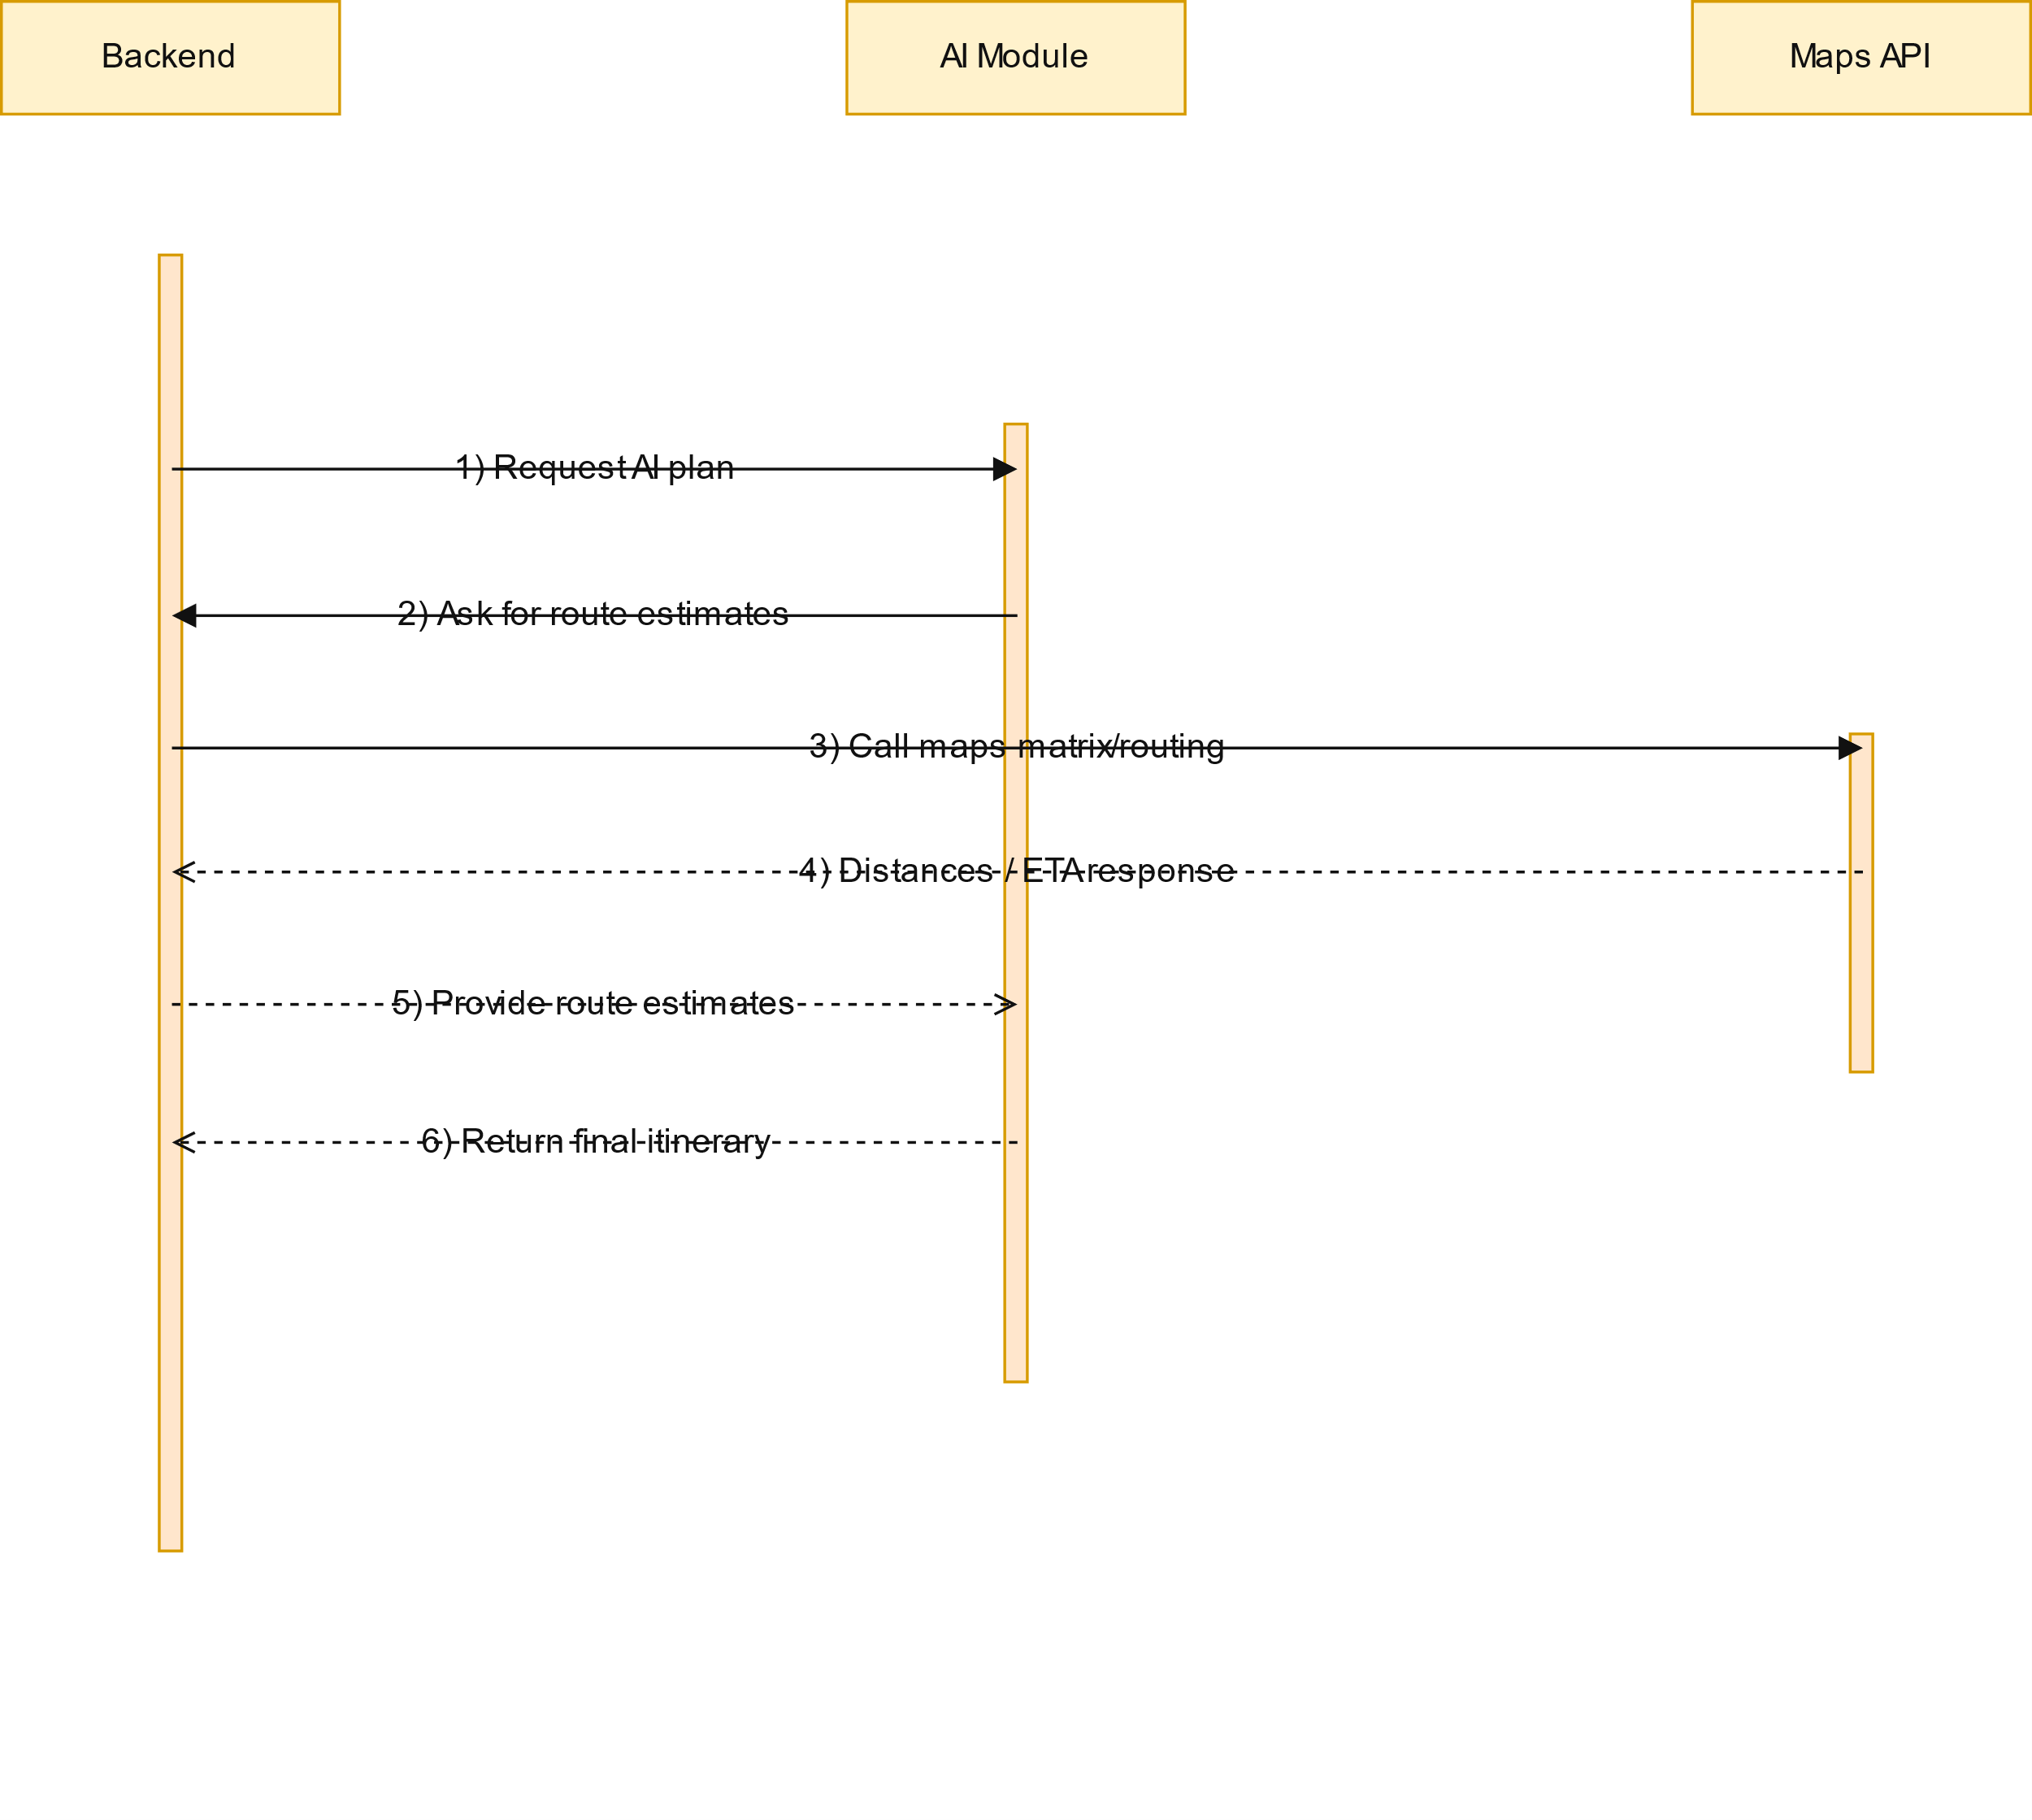 Backend
AI Module
Maps API
1) Request AI plan
2) Ask for route estimates
3) Call maps matrix/routing
4) Distances / ETA response
5) Provide route estimates
6) Return final itinerary